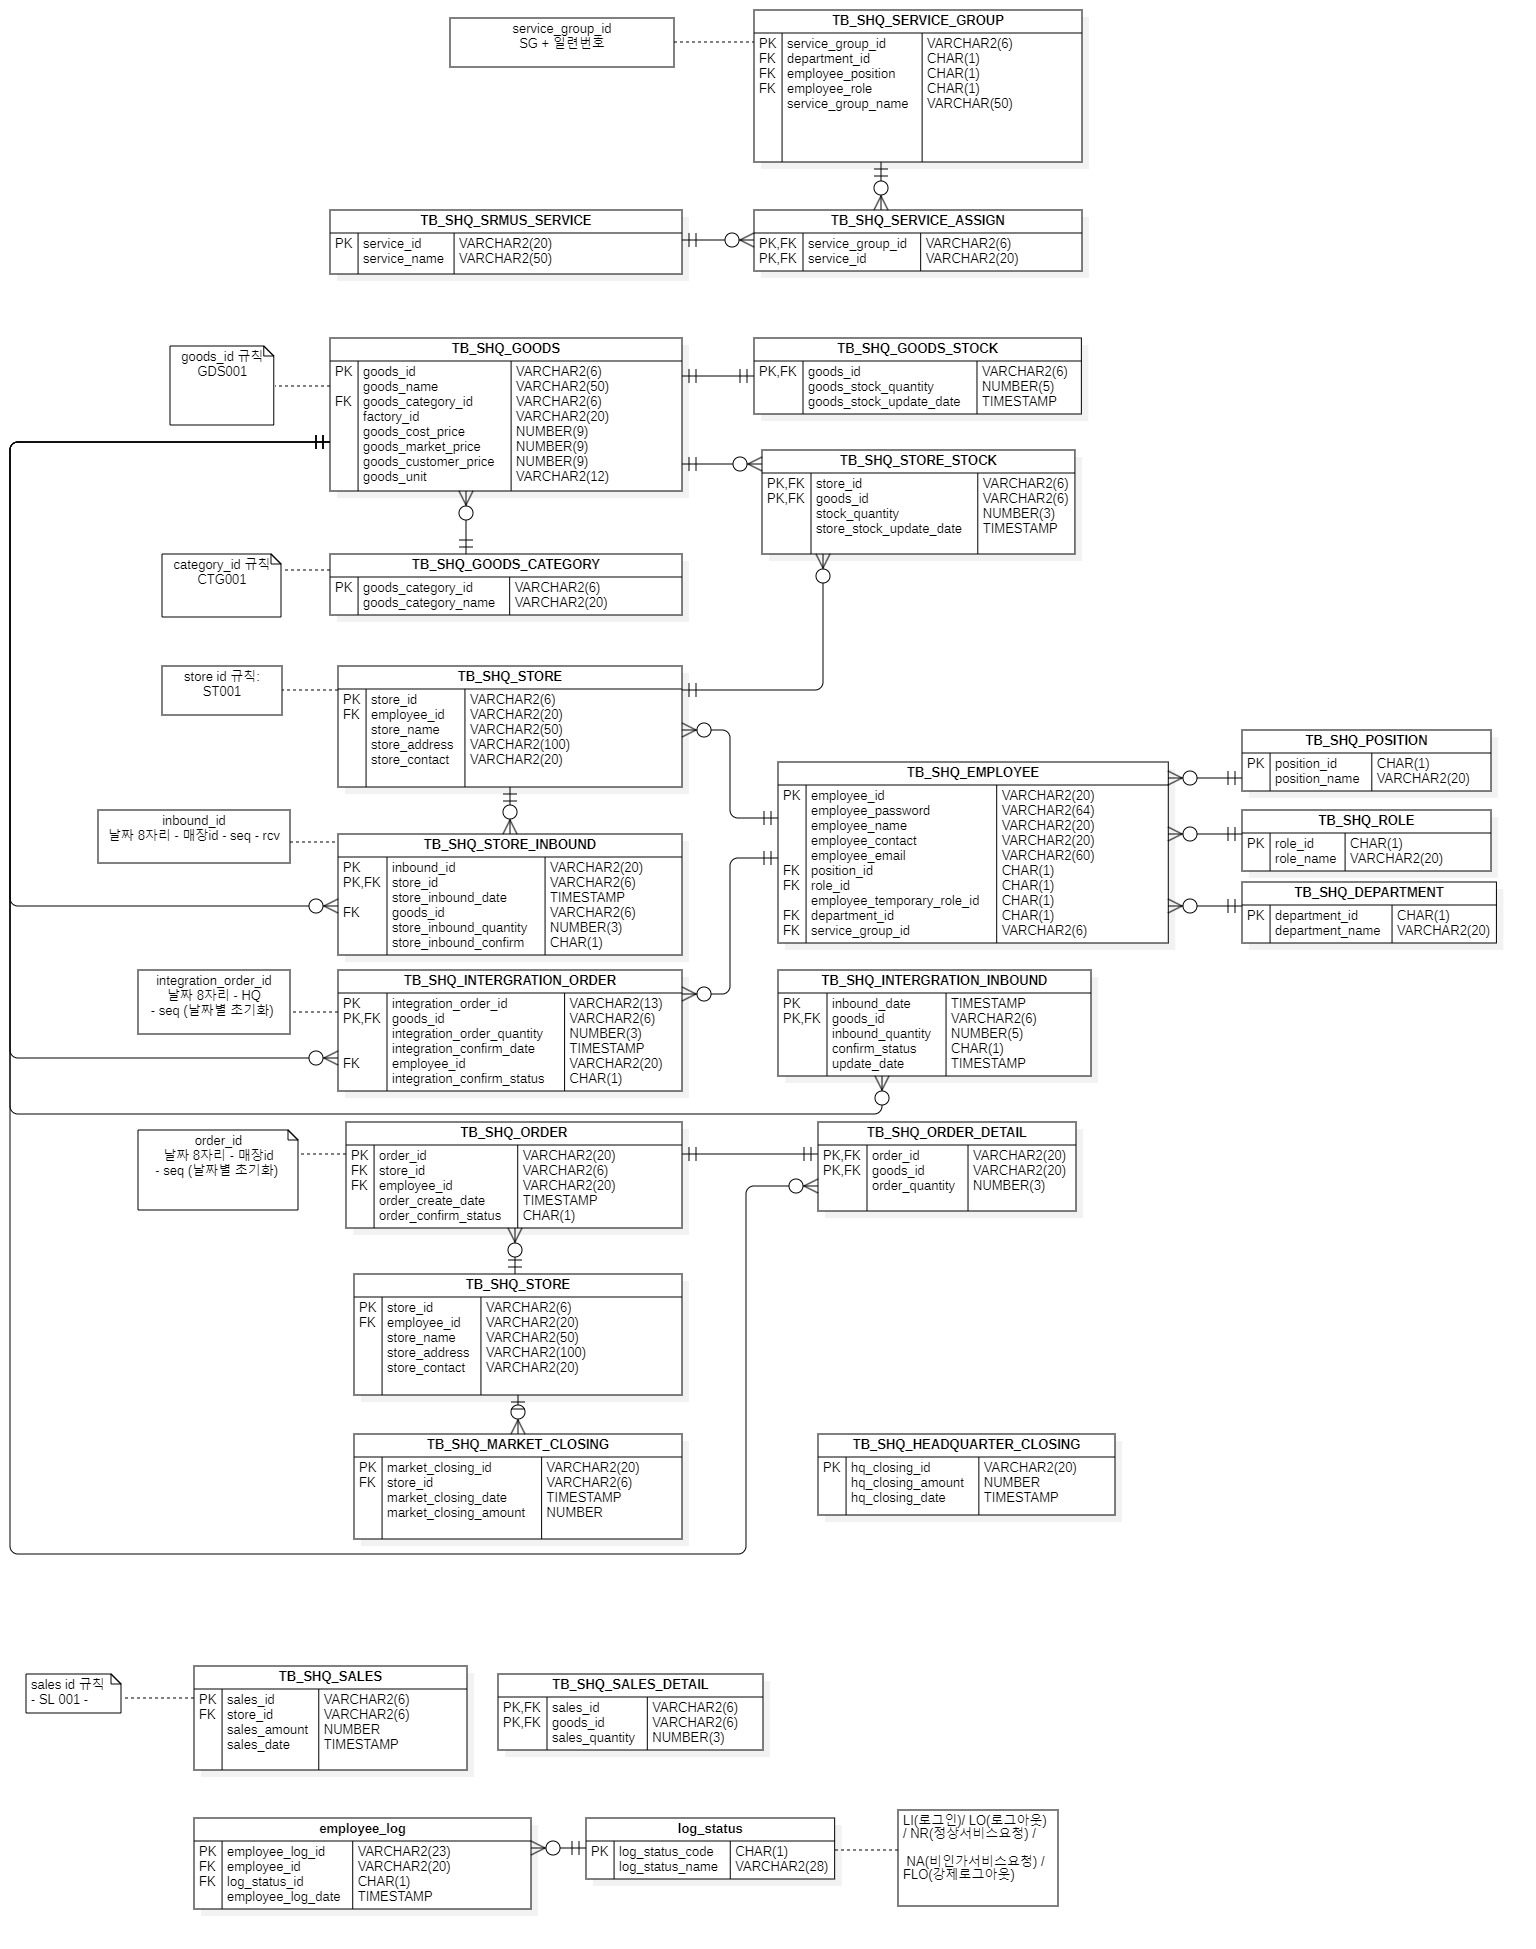 service_group_id
SG + 일련번호
TB_SHQ_SERVICE_GROUP
PK service_group_id VARCHAR2(6)
FK department_id CHAR(1)
FK employee_position CHAR(1)
FK employee_role CHAR(1)
service_group_name VARCHAR(50)
TB_SHQ_SRMUS_SERVICE
PK service_id VARCHAR2(20)
service_name VARCHAR2(50)
TB_SHQ_SERVICE_ASSIGN
PK,FK service_group_id VARCHAR2(6)
PK,FK service_id VARCHAR2(20)
goods_id 규칙
GDS001
TB_SHQ_GOODS
PK goods_id VARCHAR2(6)
goods_name VARCHAR2(50)
FK goods_category_id VARCHAR2(6)
factory_id VARCHAR2(20)
goods_cost_price NUMBER(9)
goods_market_price NUMBER(9)
goods_customer_price NUMBER(9)
goods_unit VARCHAR2(12)
TB_SHQ_GOODS_STOCK
PK,FK goods_id VARCHAR2(6)
goods_stock_quantity NUMBER(5)
goods_stock_update_date TIMESTAMP
TB_SHQ_STORE_STOCK
PK,FK store_id VARCHAR2(6)
PK,FK goods_id VARCHAR2(6)
stock_quantity NUMBER(3)
store_stock_update_date TIMESTAMP
category_id 규칙
CTG001
TB_SHQ_GOODS_CATEGORY
PK goods_category_id VARCHAR2(6)
goods_category_name VARCHAR2(20)
store id 규칙:
ST001
TB_SHQ_STORE
PK store_id VARCHAR2(6)
FK employee_id VARCHAR2(20)
store_name VARCHAR2(50)
store_address VARCHAR2(100)
store_contact VARCHAR2(20)
TB_SHQ_EMPLOYEE
PK employee_id VARCHAR2(20)
employee_password VARCHAR2(64)
employee_name VARCHAR2(20)
employee_contact VARCHAR2(20)
employee_email VARCHAR2(60)
FK position_id CHAR(1)
FK role_id CHAR(1)
employee_temporary_role_id CHAR(1)
FK department_id CHAR(1)
FK service_group_id VARCHAR2(6)
TB_SHQ_POSITION
PK position_id CHAR(1)
position_name VARCHAR2(20)
TB_SHQ_ROLE
PK role_id CHAR(1)
role_name VARCHAR2(20)
TB_SHQ_DEPARTMENT
PK department_id CHAR(1)
department_name VARCHAR2(20)
inbound_id
날짜 8자리 - 매장id - seq - rcv
TB_SHQ_STORE_INBOUND
PK inbound_id VARCHAR2(20)
PK,FK store_id VARCHAR2(6)
store_inbound_date TIMESTAMP
FK goods_id VARCHAR2(6)
store_inbound_quantity NUMBER(3)
store_inbound_confirm CHAR(1)
integration_order_id
날짜 8자리 - HQ
- seq (날짜별 초기화)
TB_SHQ_INTERGRATION_ORDER
PK integration_order_id VARCHAR2(13)
PK,FK goods_id VARCHAR2(6)
integration_order_quantity NUMBER(3)
integration_confirm_date TIMESTAMP
FK employee_id VARCHAR2(20)
integration_confirm_status CHAR(1)
TB_SHQ_INTERGRATION_INBOUND
PK inbound_date TIMESTAMP
PK,FK goods_id VARCHAR2(6)
inbound_quantity NUMBER(5)
confirm_status CHAR(1)
update_date TIMESTAMP
order_id
날짜 8자리 - 매장id
- seq (날짜별 초기화)
TB_SHQ_ORDER
PK order_id VARCHAR2(20)
FK store_id VARCHAR2(6)
FK employee_id VARCHAR2(20)
order_create_date TIMESTAMP
order_confirm_status CHAR(1)
TB_SHQ_ORDER_DETAIL
PK,FK order_id VARCHAR2(20)
PK,FK goods_id VARCHAR2(20)
order_quantity NUMBER(3)
TB_SHQ_STORE
PK store_id VARCHAR2(6)
FK employee_id VARCHAR2(20)
store_name VARCHAR2(50)
store_address VARCHAR2(100)
store_contact VARCHAR2(20)
TB_SHQ_MARKET_CLOSING
PK market_closing_id VARCHAR2(20)
FK store_id VARCHAR2(6)
market_closing_date TIMESTAMP
market_closing_amount NUMBER
TB_SHQ_HEADQUARTER_CLOSING
PK hq_closing_id VARCHAR2(20)
hq_closing_amount NUMBER
hq_closing_date TIMESTAMP
sales id 규칙
- SL 001 -
TB_SHQ_SALES
PK sales_id VARCHAR2(6)
FK store_id VARCHAR2(6)
sales_amount NUMBER
sales_date TIMESTAMP
TB_SHQ_SALES_DETAIL
PK,FK sales_id VARCHAR2(6)
PK,FK goods_id VARCHAR2(6)
sales_quantity NUMBER(3)
employee_log
PK employee_log_id VARCHAR2(23)
FK employee_id VARCHAR2(20)
FK log_status_id CHAR(1)
employee_log_date TIMESTAMP
log_status
PK log_status_code CHAR(1)
log_status_name VARCHAR2(28)
LI(로그인)/ LO(로그아웃)
/ NR(정상서비스요청) /
NA(비인가서비스요청) /
FLO(강제로그아웃)